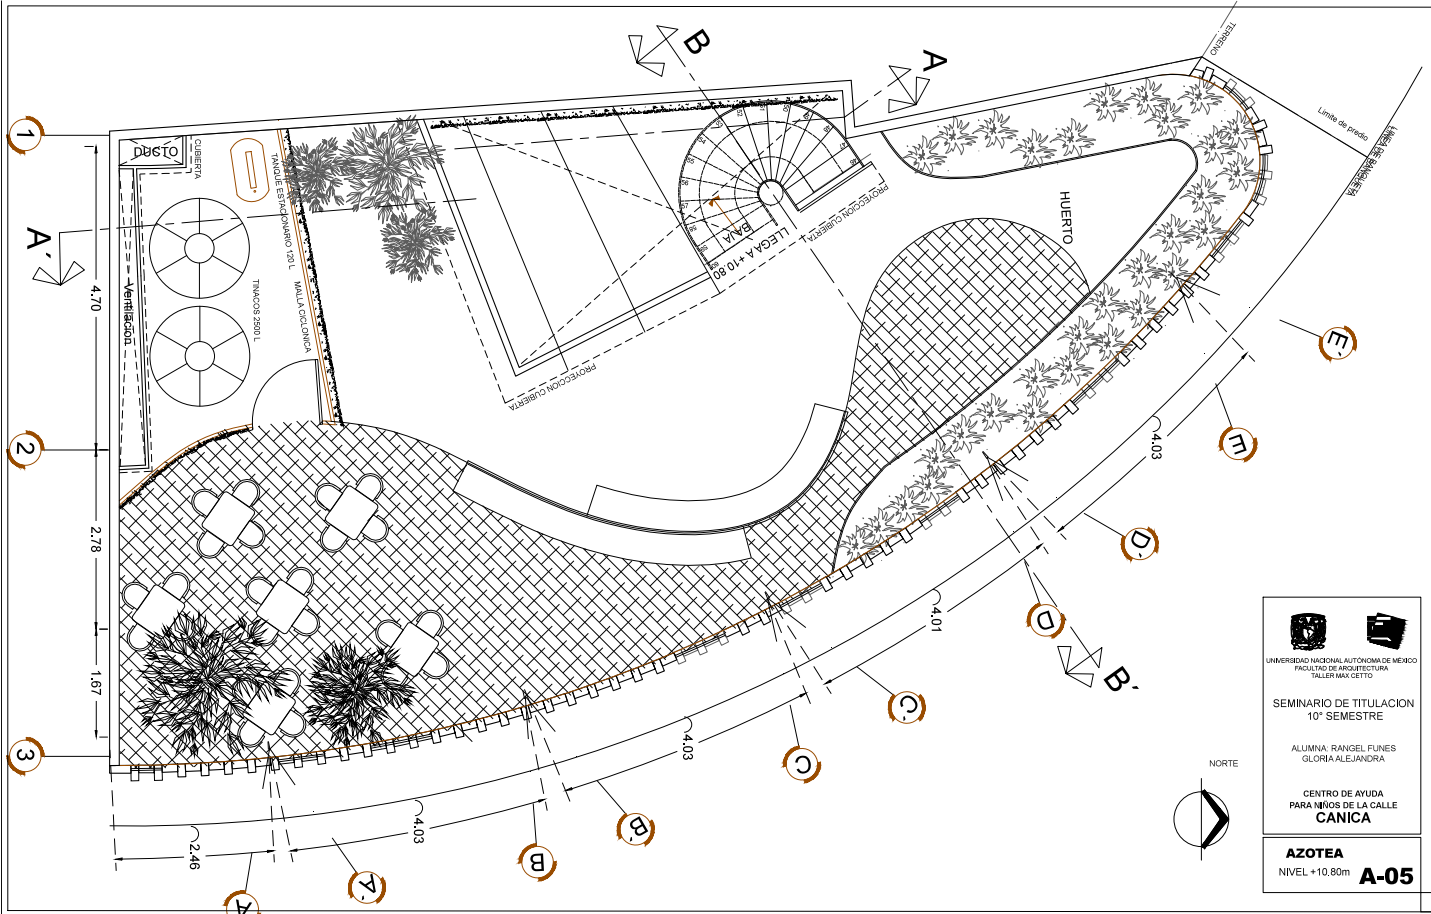 B
A
TERRENO
Limite de predio
LINEA DE BANQUETA
1
DUCTO
CUBIERTA
TANQUE ESTACIONARIO 120 L
MALLA CICLONICA
TINACOS 2500 L
Ventilacion
A´
4.70
2
2.78
1.67
3
PROYECCION CUBIERTA
PROYECCION CUBIERTA
BAJA
LLEGA A +10.80
HUERTO
E´
E
D´
D
B´
C´
C
B´
B
A´
A
4.03
4.01
4.03
4.03
2.46
NORTE
UNIVERSIDAD NACIONAL AUTÓNOMA DE MÉXICO
FACULTAD DE ARQUITECTURA
TALLER MAX CETTO
SEMINARIO DE TITULACION
10° SEMESTRE
ALUMNA: RANGEL FUNES
GLORIA ALEJANDRA
CENTRO DE AYUDA
PARA NIÑOS DE LA CALLE
CANICA
AZOTEA
NIVEL +10.80m
A-05